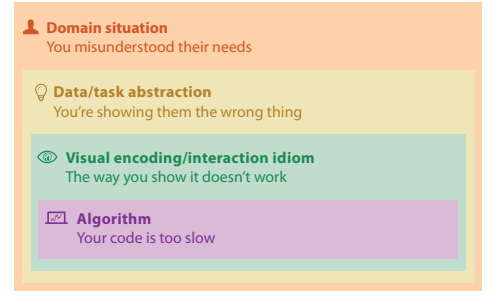 Domain situation
You misunderstood their needs
Data/task abstraction
You're showing them the wrong thing
Visual encoding/interaction idiom
The way you show it doesn't work
Algorithm
Your code is too slow